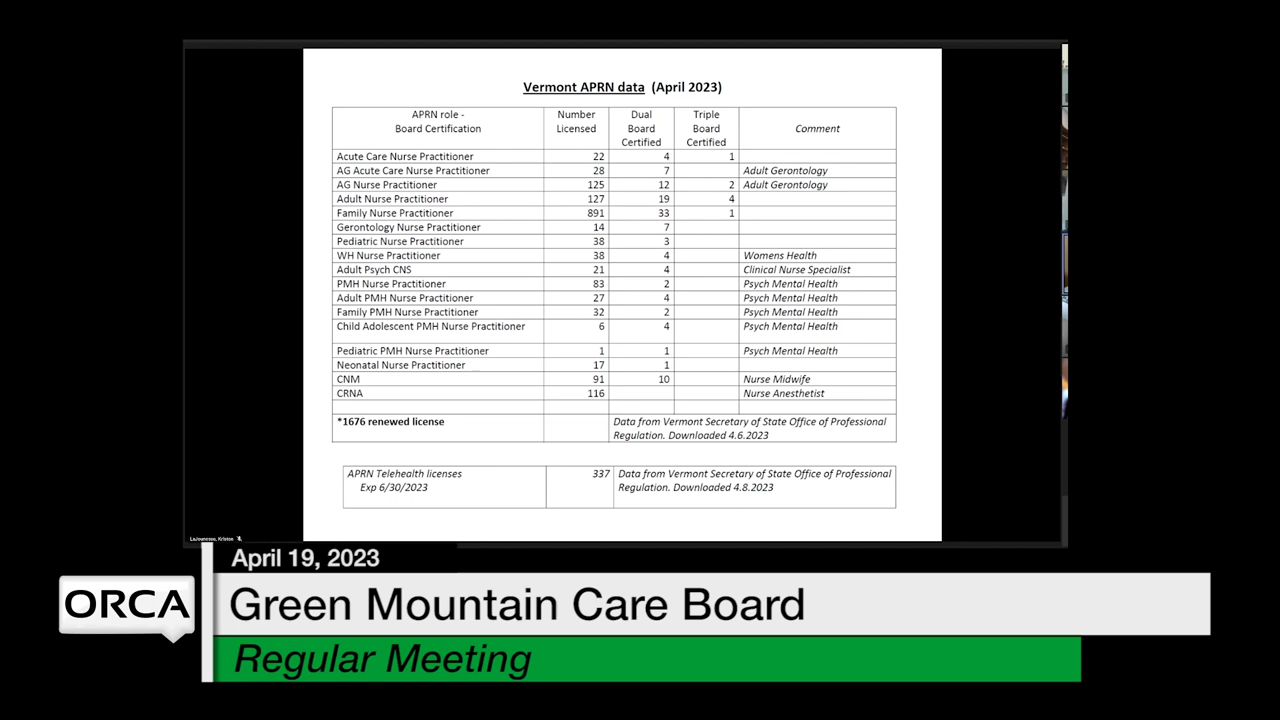 Vermont APRN data (April 2023)
APRN role - Board Certification Number Licensed Dual Board Certified Triple Board Certified Comment
Acute Care Nurse Practitioner 22 4 1
AG Acute Care Nurse Practitioner 28 7 Adult Gerontology
AG Nurse Practitioner 125 12 2 Adult Gerontology
Adult Nurse Practitioner 127 19 4
Family Nurse Practitioner 891 33 1
Gerontology Nurse Practitioner 14 7
Pediatric Nurse Practitioner 38 3
WH Nurse Practitioner 38 4 Womens Health
Adult Psych CNS 21 4 Clinical Nurse Specialist
PMH Nurse Practitioner 83 2 Psych Mental Health
Adult PMH Nurse Practitioner 27 4 Psych Mental Health
Family PMH Nurse Practitioner 32 2 Psych Mental Health
Child Adolescent PMH Nurse Practitioner 6 4 Psych Mental Health
Pediatric PMH Nurse Practitioner 1 1 Psych Mental Health
Neonatal Nurse Practitioner 17 1
CNM 91 10 Nurse Midwife
CRNA 116 Nurse Anesthetist
*1676 renewed license Data from Vermont Secretary of State Office of Professional
Regulation. Downloaded 4.6.2023
APRN Telehealth licenses 337 Data from Vermont Secretary of State Office of Professional
Exp 6/30/2023 Regulation. Downloaded 4.8.2023
April 19, 2023
ORCA
Green Mountain Care Board
Regular Meeting